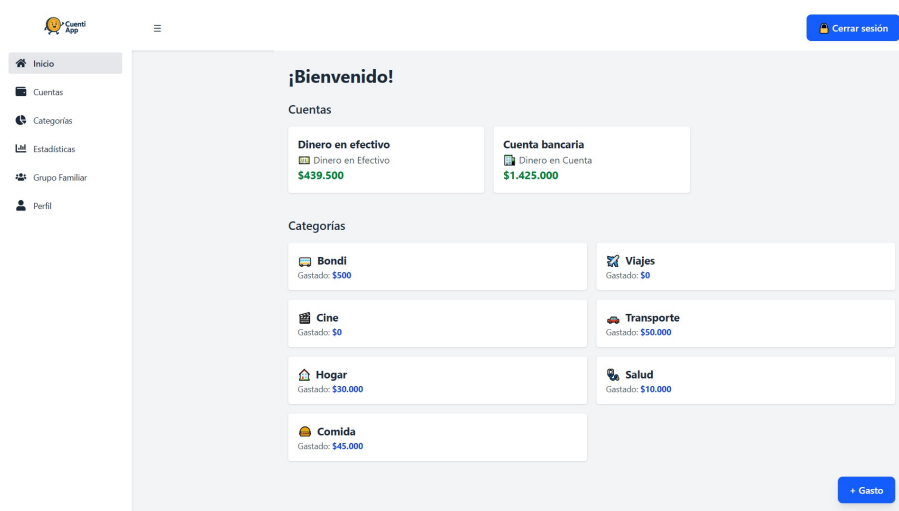 Cuenti
App
☰
Cerrar sesión
Inicio
Cuentas
Categorías
Estadísticas
Grupo Familiar
Perfil
¡Bienvenido!
Cuentas
Dinero en efectivo
Dinero en Efectivo
$439.500
Cuenta bancaria
Dinero en Cuenta
$1.425.000
Categorías
Bondi
Gastado: $500
Viajes
Gastado: $0
Cine
Gastado: $0
Transporte
Gastado: $50.000
Hogar
Gastado: $30.000
Salud
Gastado: $10.000
Comida
Gastado: $45.000
+ Gasto